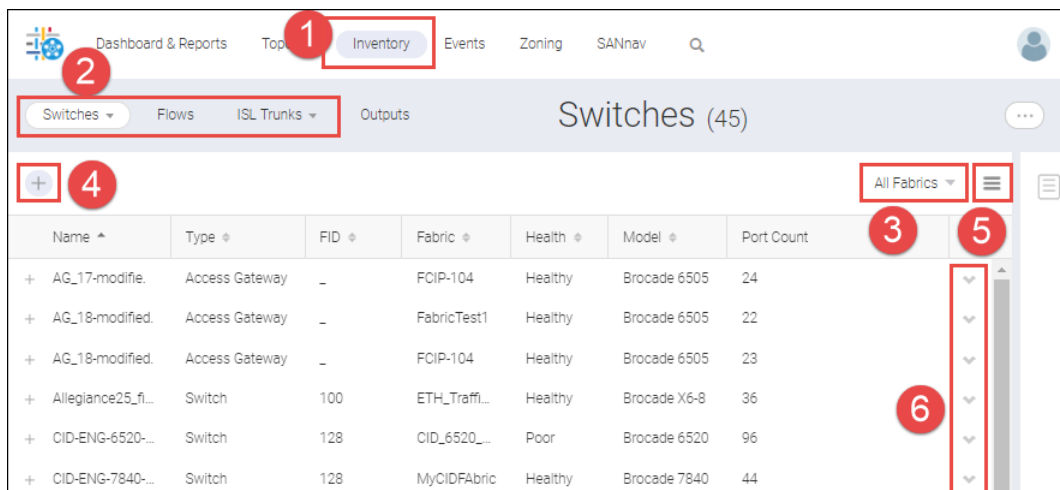 Dashboard & Reports Inventory Events Zoning SANnav
1
2
Switches Flows ISL Trunks Outputs Switches (45)
4
All Fabrics
3
5
Name Type FID Fabric Health Model Port Count
AG_17-modifie. Access Gateway _ FCIP-104 Healthy Brocade 6505 24
AG_18-modified. Access Gateway _ FabricTest1 Healthy Brocade 6505 22
AG_18-modified. Access Gateway _ FCIP-104 Healthy Brocade 6505 23
Allegiance25_fi... Switch 100 ETH_Traffi... Healthy Brocade X6-8 36
6
CID-ENG-6520-... Switch 128 CID_6520_... Poor Brocade 6520 96
CID-ENG-7840-... Switch 128 MyCIDFAbric Healthy Brocade 7840 44